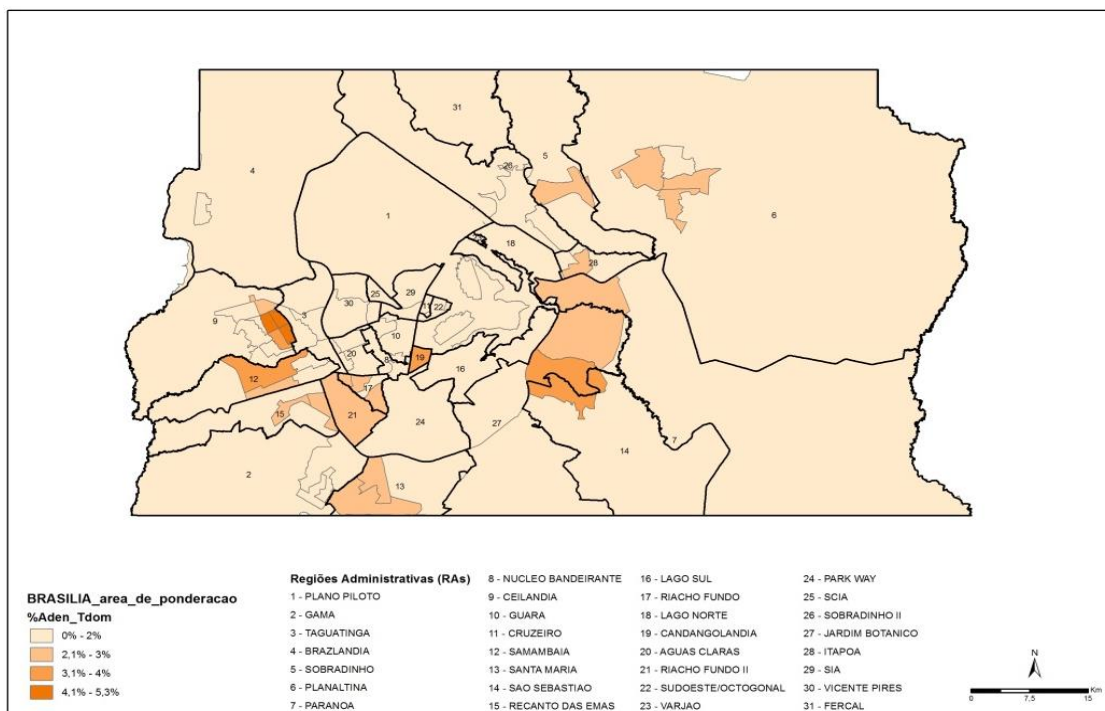 31
26
5
4
6
1
18
28
25
29
11
22
30
9
3
10
20
8
19
16
12
17
15
21
24
27
7
14
2
13
BRASILIA_area_de_ponderacao
%Aden_Tdom
0% - 2%
2,1% - 3%
3,1% - 4%
4,1% - 5,3%
Regiões Administrativas (RAs)
1 - PLANO PILOTO
2 - GAMA
3 - TAGUATINGA
4 - BRAZLANDIA
5 - SOBRADINHO
6 - PLANALTINA
7 - PARANOA
8 - NUCLEO BANDEIRANTE
9 - CEILANDIA
10 - GUARA
11 - CRUZEIRO
12 - SAMAMBAIA
13 - SANTA MARIA
14 - SAO SEBASTIAO
15 - RECANTO DAS EMAS
16 - LAGO SUL
17 - RIACHO FUNDO
18 - LAGO NORTE
19 - CANDANGOLANDIA
20 - AGUAS CLARAS
21 - RIACHO FUNDO II
22 - SUDOESTE/OCTOGONAL
23 - VARJAO
24 - PARK WAY
25 - SCIA
26 - SOBRADINHO II
27 - JARDIM BOTANICO
28 - ITAPOA
29 - SIA
30 - VICENTE PIRES
31 - FERCAL
N
Km
0 7,5 15